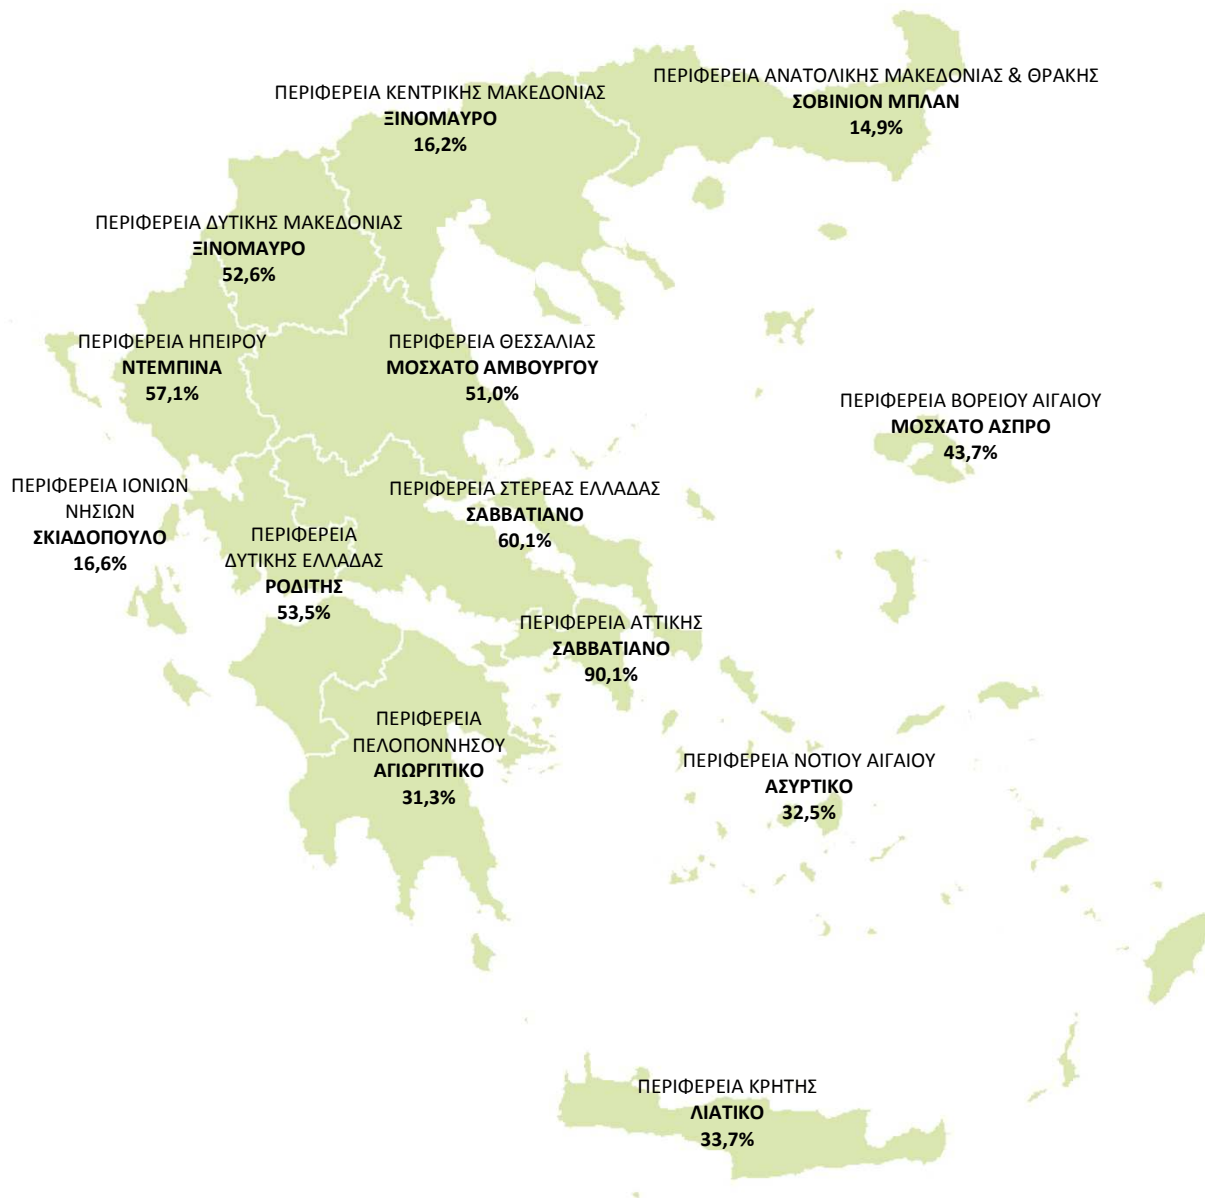 ΠΕΡΙΦΕΡΕΙΑ ΑΝΑΤΟΛΙΚΗΣ ΜΑΚΕΔΟΝΙΑΣ & ΘΡΑΚΗΣ
ΣΟΒΙΝΙΟΝ ΜΠΛΑΝ
14,9%
ΠΕΡΙΦΕΡΕΙΑ ΚΕΝΤΡΙΚΗΣ ΜΑΚΕΔΟΝΙΑΣ
ΞΙΝΟΜΑΥΡΟ
16,2%
ΠΕΡΙΦΕΡΕΙΑ ΔΥΤΙΚΗΣ ΜΑΚΕΔΟΝΙΑΣ
ΞΙΝΟΜΑΥΡΟ
52,6%
ΠΕΡΙΦΕΡΕΙΑ ΗΠΕΙΡΟΥ
ΝΤΕΜΠΙΝΑ
57,1%
ΠΕΡΙΦΕΡΕΙΑ ΘΕΣΣΑΛΙΑΣ
ΜΟΣΧΑΤΟ ΑΜΒΟΥΡΓΟΥ
51,0%
ΠΕΡΙΦΕΡΕΙΑ ΒΟΡΕΙΟΥ ΑΙΓΑΙΟΥ
ΜΟΣΧΑΤΟ ΑΣΠΡΟ
43,7%
ΠΕΡΙΦΕΡΕΙΑ ΙΟΝΙΩΝ
ΝΗΣΙΩΝ
ΣΚΙΑΔΟΠΟΥΛΟ
16,6%
ΠΕΡΙΦΕΡΕΙΑ ΣΤΕΡΕΑΣ ΕΛΛΑΔΑΣ
ΣΑΒΒΑΤΙΑΝΟ
60,1%
ΠΕΡΙΦΕΡΕΙΑ
ΔΥΤΙΚΗΣ ΕΛΛΑΔΑΣ
ΡΟΔΙΤΗΣ
53,5%
ΠΕΡΙΦΕΡΕΙΑ ΑΤΤΙΚΗΣ
ΣΑΒΒΑΤΙΑΝΟ
90,1%
ΠΕΡΙΦΕΡΕΙΑ
ΠΕΛΟΠΟΝΝΗΣΟΥ
ΑΓΙΩΡΓΙΤΙΚΟ
31,3%
ΠΕΡΙΦΕΡΕΙΑ ΝΟΤΙΟΥ ΑΙΓΑΙΟΥ
ΑΣΥΡΤΙΚΟ
32,5%
ΠΕΡΙΦΕΡΕΙΑ ΚΡΗΤΗΣ
ΛΙΑΤΙΚΟ
33,7%